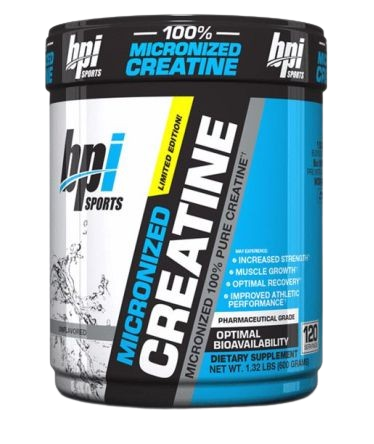 100%
bpi SPORTS
MICRONIZED
CREATINE
bpi SPORTS
LIMITED EDITION!
bpi
SPORTS
MICRONIZED
CREATINE
MICRONIZED 100% PURE CREATINE*†
MAY EXPERIENCE:
• INCREASED STRENGTH*
• MUSCLE GROWTH*
• OPTIMAL RECOVERY*
• IMPROVED ATHLETIC
PERFORMANCE*
PHARMACEUTICAL GRADE
OPTIMAL
BIOAVAILABILITY
120
SERVINGS
UNFLAVORED
DIETARY SUPPLEMENT
NET WT. 1.32 LBS (600 GRAMS)